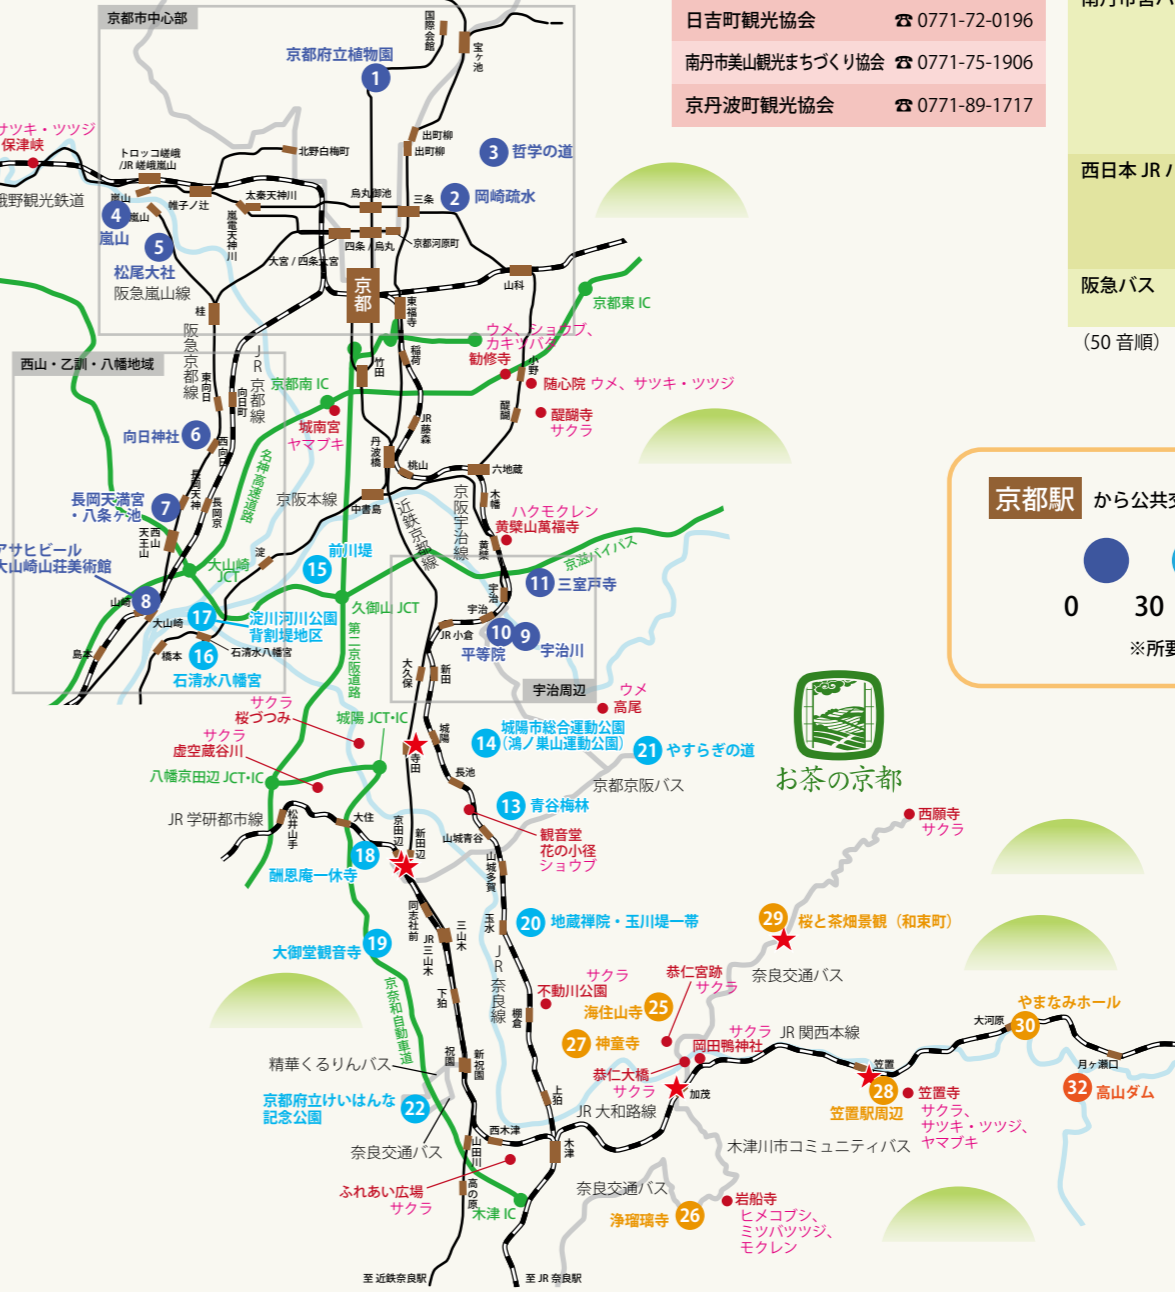 京都市中心部
国際会館
宝ヶ池
京都府立植物園
1
サツキ・ツツジ
保津峡
トロッコ嵯峨
/JR 嵯峨嵐山
北野白梅町
出町柳
出町柳
3 哲学の道
嵯野観光鉄道
嵐山
帷子ノ辻
太秦天神川
烏丸御池
三条
2 岡崎疏水
4
嵐山
嵐山
5
松尾大社
嵐電天神川
阪急嵐山線
大宮 / 四条大宮
四条 / 烏丸
京都河原町
京都
山科
京都東 IC
桂
東福寺
稲荷
ウメ、ショウブ、
カキツバタ
勧修寺
小野
随心院 ウメ、サツキ・ツツジ
西山・乙訓・八幡地域
阪急京都線
JR京都線
東向日
向日町
竹田
京都南 IC
城南宮
ヤマブキ
醍醐
醍醐寺
サクラ
JR藤森
向日神社 6
西向日
丹波橋
桃山
六地蔵
名神高速道路
長岡天満宮
・八条ヶ池
7
長岡天神
長岡京
京阪本線
中書島
近鉄京都線
京阪宇治線
木幡
ハクモクレン
黄檗山萬福寺
黄檗
西山天王山
アサヒビール
大山崎山荘美術館
大山崎
JCT
淀
前川堤
15
京滋バイパス
11 三室戸寺
宇治
宇治
8
山崎
大山崎
17 淀川河川公園
背割堤地区
久御山 JCT
JR 小倉
10 9
平等院 宇治川
島本
橋本
16
石清水八幡宮
石清水八幡宮
第二京阪道路
大久保
新田
宇治周辺
ウメ
高尾
サクラ
桜づつみ
サクラ
虚空蔵谷川
城陽 JCT・IC
八幡京田辺 JCT・IC
寺田
城陽
14 城陽市総合運動公園
（鴻ノ巣山運動公園）
21 やすらぎの道
京都京阪バス
長池
13 青谷梅林
JR 学研都市線
松井山手
大住
京田辺
新田辺
山城青谷
観音堂
花の小径
ショウブ
18
酬恩庵一休寺
山城多賀
同志社前
JR三山木
三山木
玉水
20 地蔵禅院・玉川堤一帯
大御堂観音寺 19
JR奈良線
下狛
京奈和自動車道
棚倉
サクラ
不動川公園
精華くるりんバス
祝園
新祝園
京都府立けいはんな
記念公園
22
上狛
奈良交通バス
山田川
西木津
木津
ふれあい広場
サクラ
高の原
木津 IC
至 近鉄奈良駅
至 JR 奈良駅
西願寺
サクラ
29 桜と茶畑景観（和束町）
奈良交通バス
恭仁宮跡
サクラ
海住山寺 25
27 神童寺
サクラ
岡田鴨神社
JR 関西本線
恭仁大橋
サクラ
JR 大和路線
加茂
大河原
やまなみホール
30
月ヶ瀬口
32 高山ダム
笠置
28
笠置駅周辺
笠置寺
サクラ、
サツキ・ツツジ、
ヤマブキ
木津川市コミュニティバス
奈良交通バス
浄瑠璃寺 26
岩船寺
ヒメコブシ、
ミツバツツジ、
モクレン
日吉町観光協会 ☎ 0771-72-0196
南丹市美山観光まちづくり協会 ☎ 0771-75-1906
京丹波町観光協会 ☎ 0771-89-1717
西日本 JR バ
阪急バス
（50 音順）
京都駅 から公共交
0 30
※所要
お茶の京都